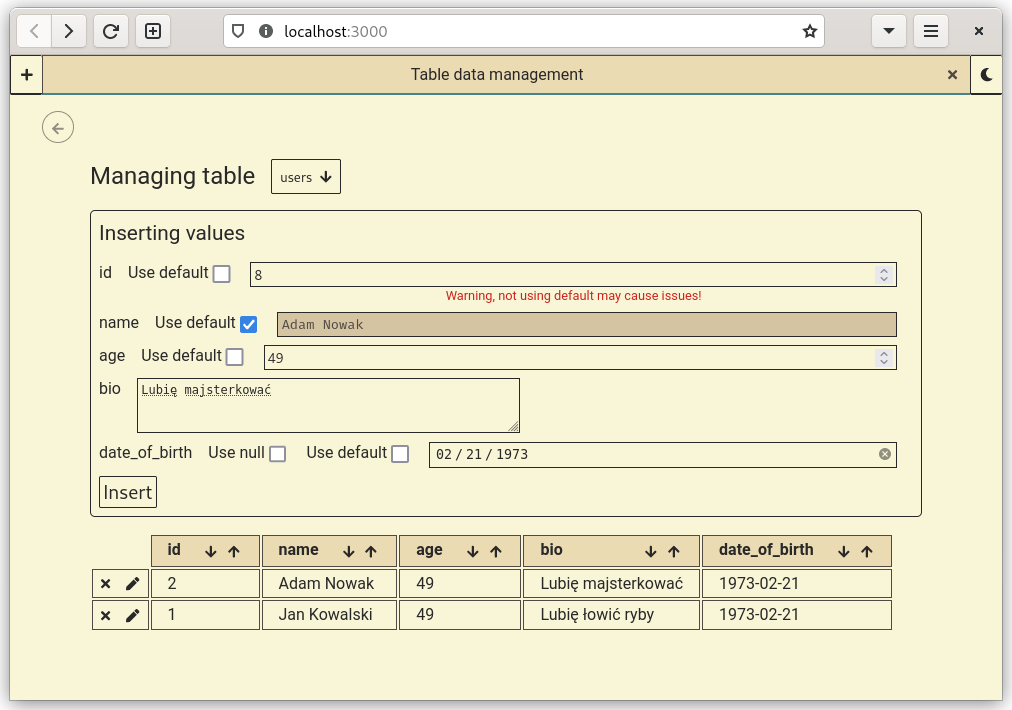 localhost:3000
Table data management
Managing table users
Inserting values
id Use default 8
Warning, not using default may cause issues!
name Use default Adam Nowak
age Use default 49
bio Lubię majsterkować
date_of_birth Use null Use default 02 / 21 / 1973
Insert
id name age bio date_of_birth
2 Adam Nowak 49 Lubię majsterkować 1973-02-21
1 Jan Kowalski 49 Lubię łowić ryby 1973-02-21